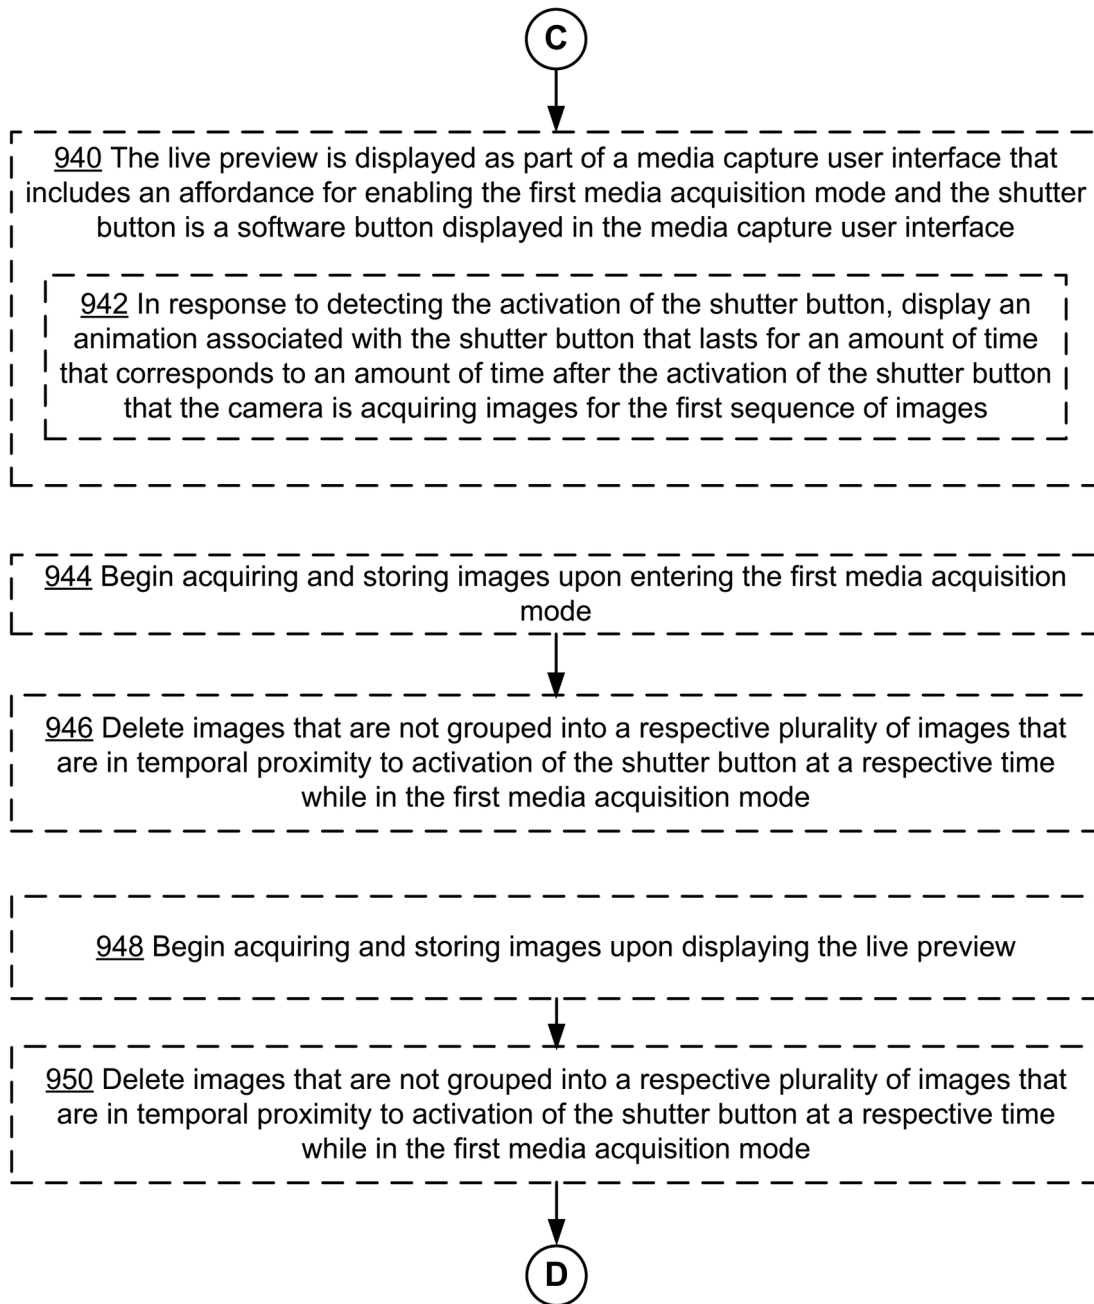 C
940 The live preview is displayed as part of a media capture user interface that
includes an affordance for enabling the first media acquisition mode and the shutter
button is a software button displayed in the media capture user interface
942 In response to detecting the activation of the shutter button, display an
animation associated with the shutter button that lasts for an amount of time
that corresponds to an amount of time after the activation of the shutter button
that the camera is acquiring images for the first sequence of images
944 Begin acquiring and storing images upon entering the first media acquisition
mode
946 Delete images that are not grouped into a respective plurality of images that
are in temporal proximity to activation of the shutter button at a respective time
while in the first media acquisition mode
948 Begin acquiring and storing images upon displaying the live preview
950 Delete images that are not grouped into a respective plurality of images that
are in temporal proximity to activation of the shutter button at a respective time
while in the first media acquisition mode
D